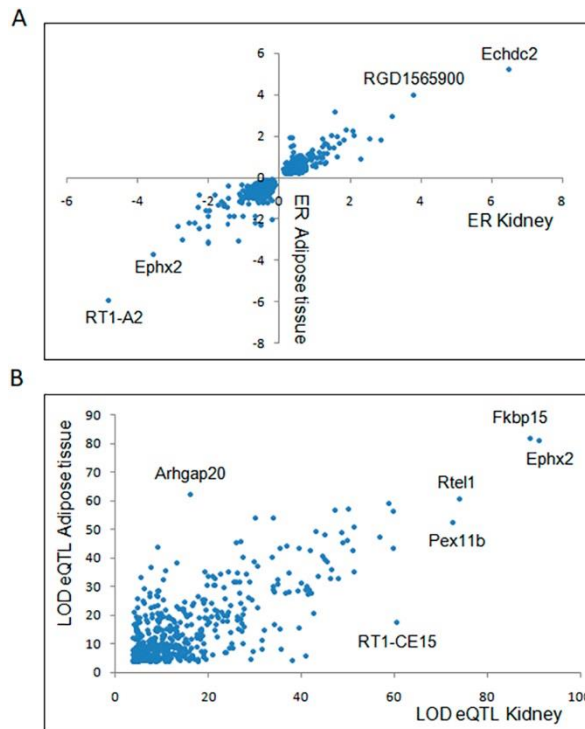 A
6
Echdc2
RGD1565900
4
2
0
-6 -4 -2 0 2 4 6 8
ER Kidney
ER Adipose tissue
-2
Ephx2
-4
RT1-A2
-6
-8
B
90
Fkbp15
80
Ephx2
70
Arhgap20
Rtel1
60
Pex11b
50
40
30
20
RT1-CE15
10
0
LOD eQTL Adipose tissue
0 20 40 60 80 100
LOD eQTL Kidney